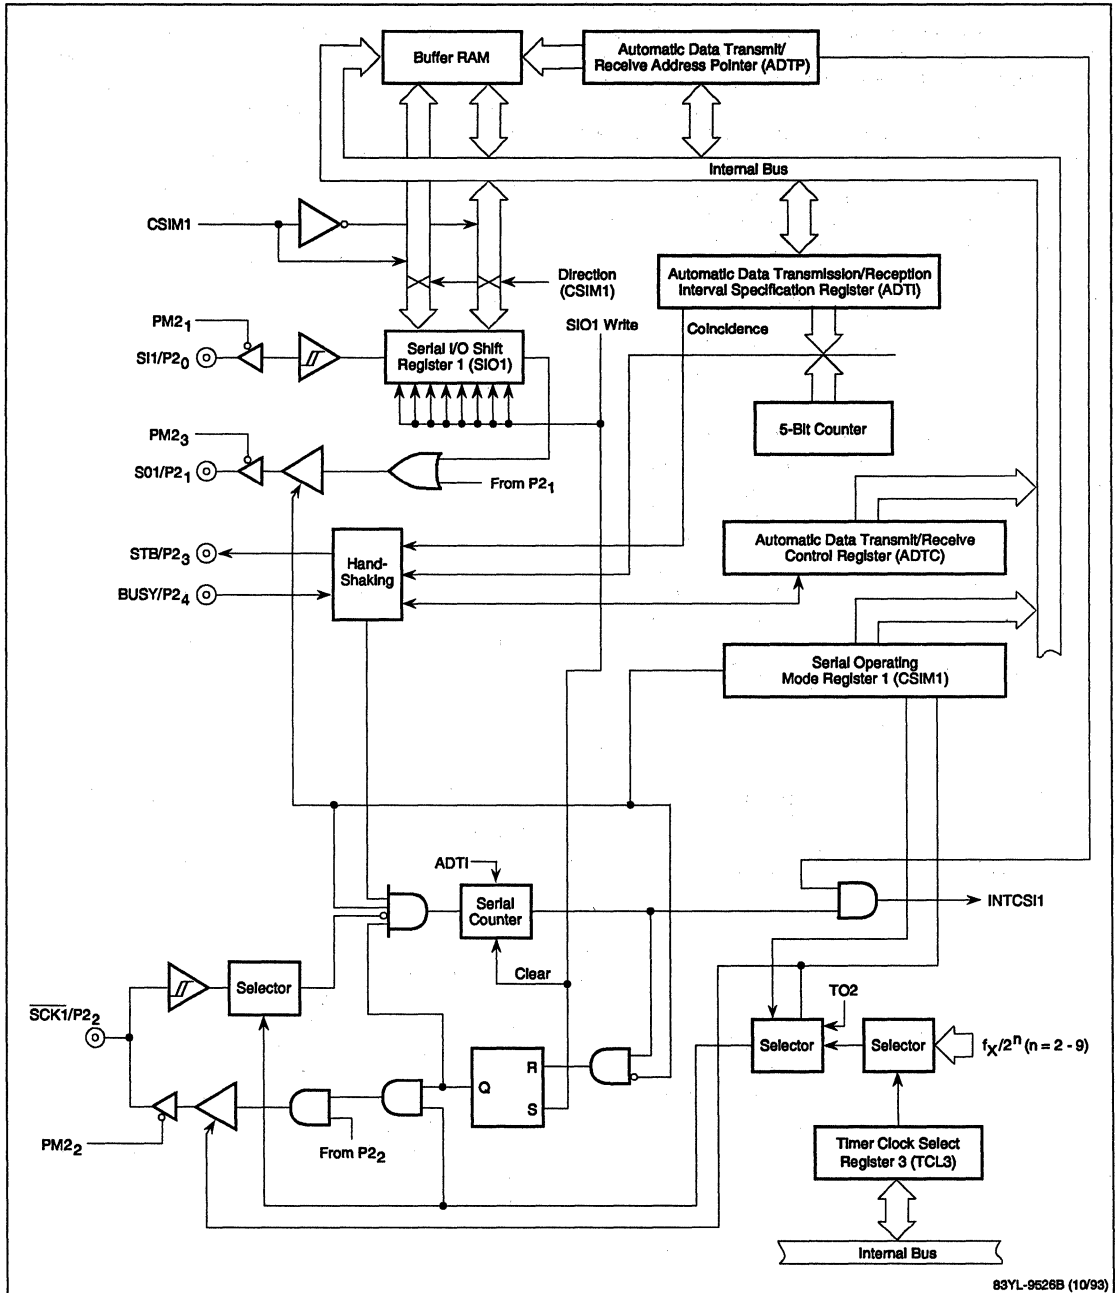 Buffer RAM
Automatic Data Transmit/
Receive Address Pointer (ADTP)
Internal Bus
CSIM1
Automatic Data Transmission/Reception
Interval Specification Register (ADTI)
Direction
(CSIM1)
PM2₁
SIO1 Write
Coincidence
SI1/P2₀
Serial I/O Shift
Register 1 (SIO1)
5-Bit Counter
PM2₃
S01/P2₁
From P2₁
STB/P2₃
Hand-
Shaking
BUSY/P2₄
Automatic Data Transmit/Receive
Control Register (ADTC)
Serial Operating
Mode Register 1 (CSIM1)
ADTI
Serial
Counter
INTCSI1
Clear
Selector
S̅C̅K̅1̅/P2₂
TO2
Selector
Selector
fX/2ⁿ (n = 2 - 9)
R
Q
S
PM2₂
From P2₂
Timer Clock Select
Register 3 (TCL3)
Internal Bus
83YL-9526B (10/93)